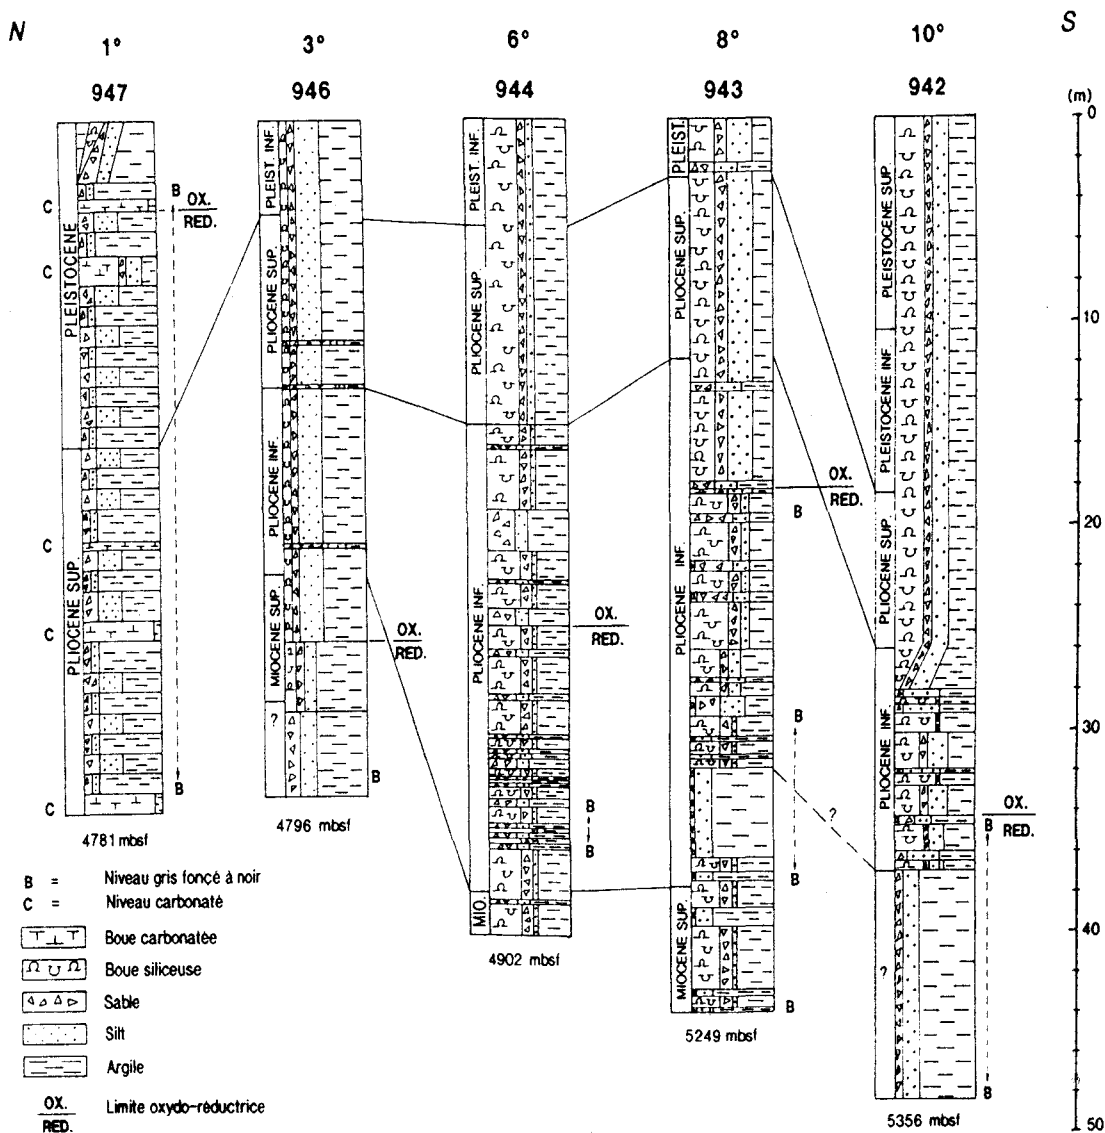 N S
1° 3° 6° 8° 10°
947 946 944 943 942
(m)
0
10
20
30
40
50
PLEISTOCENE
PLIOCENE SUP
C
C
C
C
C
B
OX.
RED.
B
4781 mbsf
PLEIST. INF.
PLIOCENE SUP.
PLIOCENE INF.
MIOCENE SUP.
?
OX.
RED.
B
4796 mbsf
PLEIST. INF.
PLIOCENE SUP
PLIOCENE INF.
MIO.
OX.
RED.
B
B
4902 mbsf
PLEIST.
PLIOCENE SUP.
PLIOCENE INF.
MIOCENE SUP.
OX.
RED.
B
B
B
B
?
5249 mbsf
PLEISTOCENE SUP.
PLEISTOCENE INF.
PLIOCENE SUP.
PLIOCENE INF.
?
OX.
RED.
B
B
5356 mbsf
B = Niveau gris foncé à noir
C = Niveau carbonaté
Boue carbonatée
Boue siliceuse
Sable
Silt
Argile
OX.
RED.
Limite oxydo-réductrice